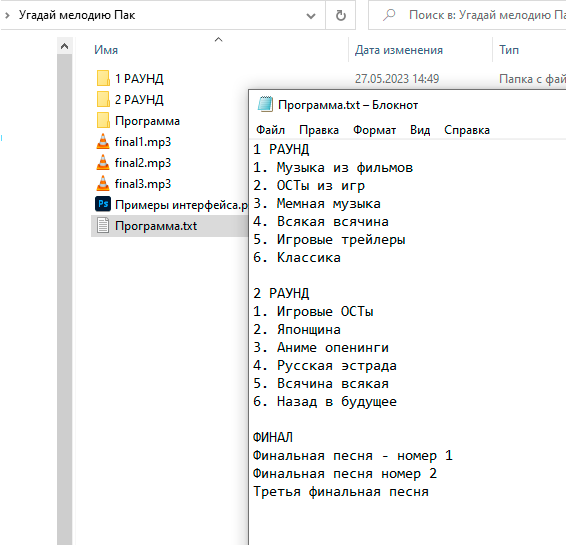 Угадай мелодию Пак
Поиск в: Угадай мелодию Па
Имя
Дата изменения
Тип
1 РАУНД
27.05.2023 14:49
Папка с фай
2 РАУНД
Программа
final1.mp3
final2.mp3
final3.mp3
Ps
Примеры интерфейса.p
Программа.txt
Программа.txt – Блокнот
Файл Правка Формат Вид Справка
1 РАУНД
1. Музыка из фильмов
2. ОСТы из игр
3. Мемная музыка
4. Всякая всячина
5. Игровые трейлеры
6. Классика
2 РАУНД
1. Игровые ОСТы
2. Японщина
3. Аниме опенинги
4. Русская эстрада
5. Всячина всякая
6. Назад в будущее
ФИНАЛ
Финальная песня - номер 1
Финальная песня номер 2
Третья финальная песня